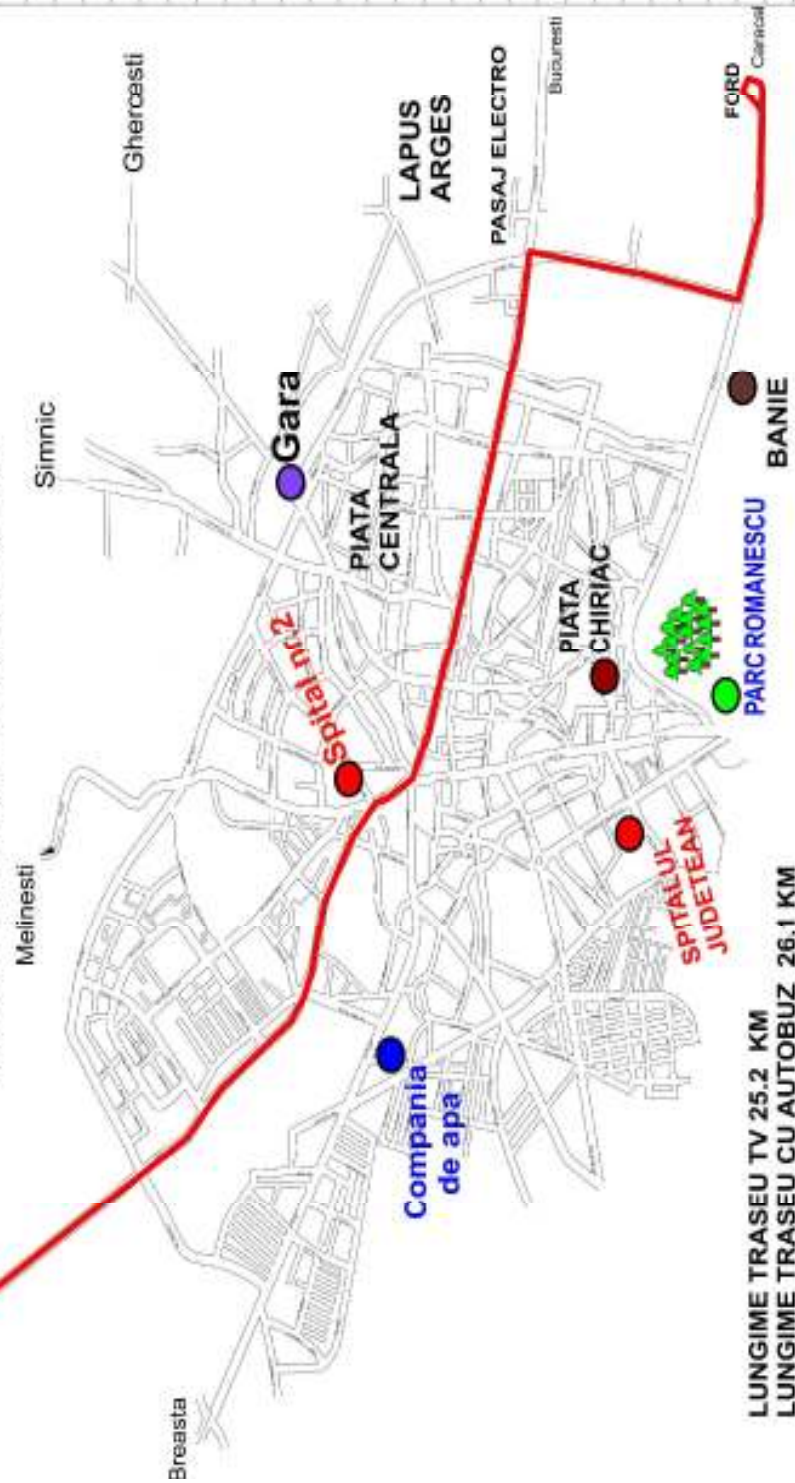 Breasta
Melinesti
Simnic
Ghercesti
Gara
LAPUS
ARGES
PIATA
CENTRALA
Spital nr.2
PASAJ ELECTRO
Bucuresti
Compania
de apa
PIATA
CHIRIAC
FORD
Caracal
SPITALUL
JUDETEAN
PARC ROMANESCU
BANIE
LUNGIME TRASEU TV 25.2 KM
LUNGIME TRASEU CU AUTOBUZ 26.1 KM